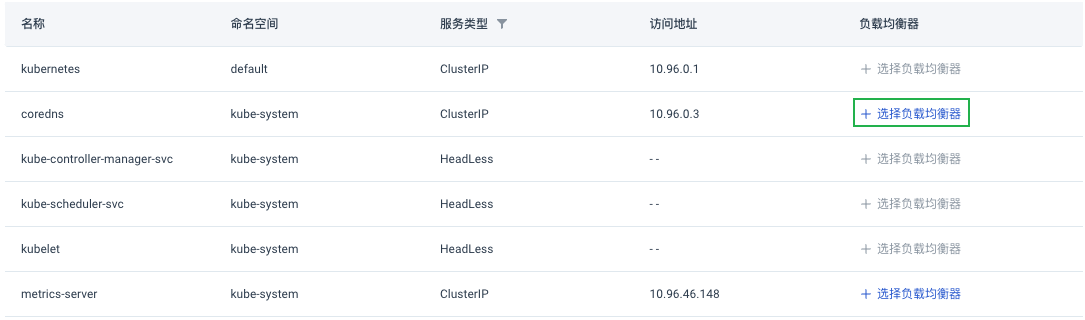 名称 命名空间 服务类型 访问地址 负载均衡器
kubernetes default ClusterIP 10.96.0.1 + 选择负载均衡器
coredns kube-system ClusterIP 10.96.0.3 + 选择负载均衡器
kube-controller-manager-svc kube-system HeadLess - - + 选择负载均衡器
kube-scheduler-svc kube-system HeadLess - - + 选择负载均衡器
kubelet kube-system HeadLess - - + 选择负载均衡器
metrics-server kube-system ClusterIP 10.96.46.148 + 选择负载均衡器